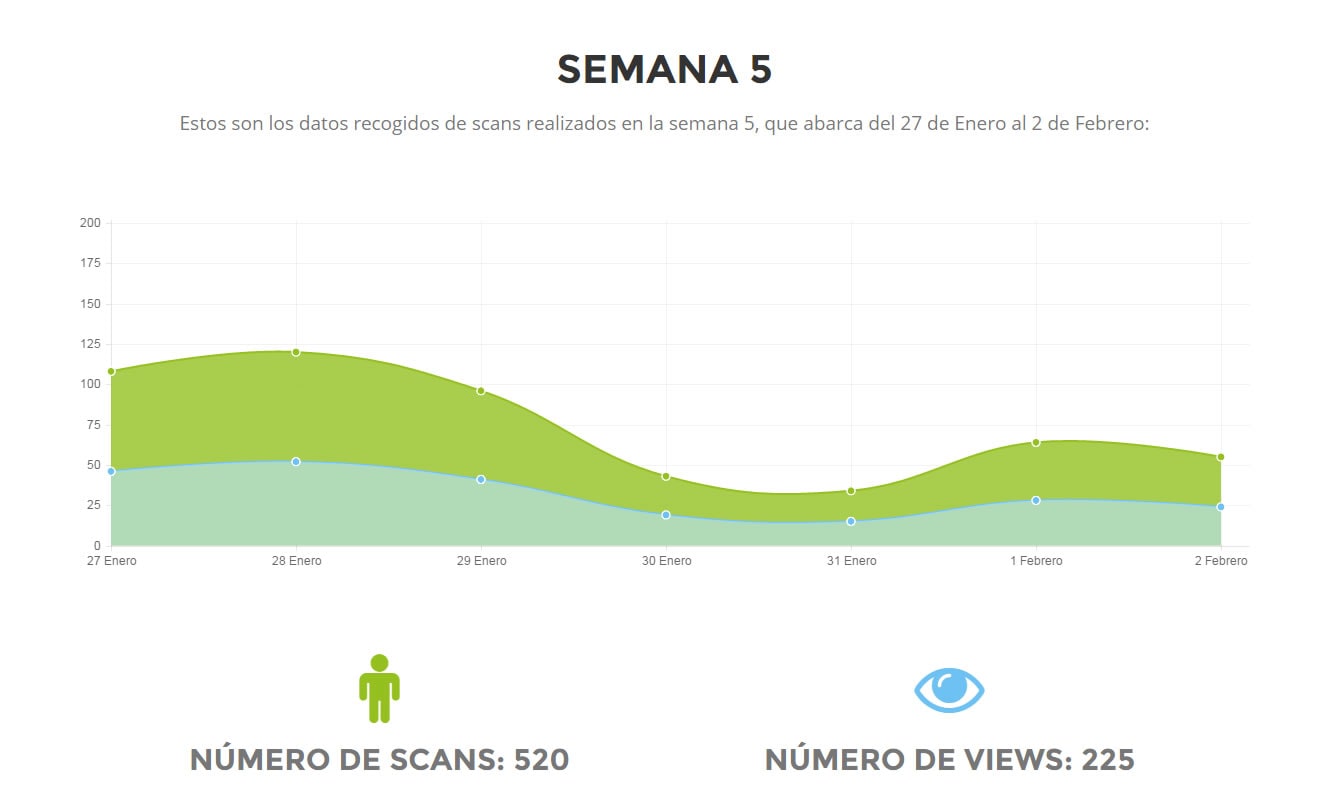 SEMANA 5
Estos son los datos recogidos de scans realizados en la semana 5, que abarca del 27 de Enero al 2 de Febrero:
200
175
150
125
100
75
50
25
0
27 Enero 28 Enero 29 Enero 30 Enero 31 Enero 1 Febrero 2 Febrero
NÚMERO DE SCANS: 520 NÚMERO DE VIEWS: 225